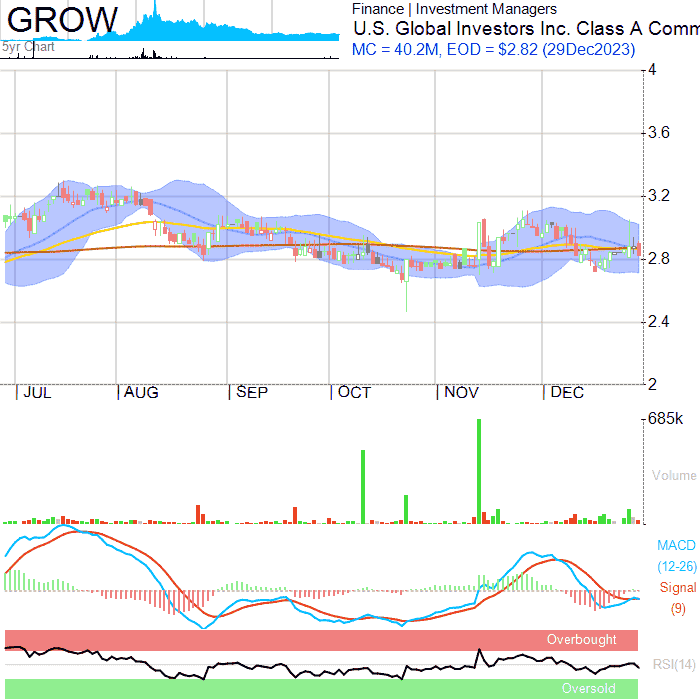 GROW
5yr Chart
Finance | Investment Managers
U.S. Global Investors Inc. Class A Comm
MC = 40.2M, EOD = $2.82 (29Dec2023)
4
3.6
3.2
2.8
2.4
2
JUL AUG SEP OCT NOV DEC
685k
Volume
MACD
(12-26)
Signal
(9)
Overbought
RSI(14)
Oversold